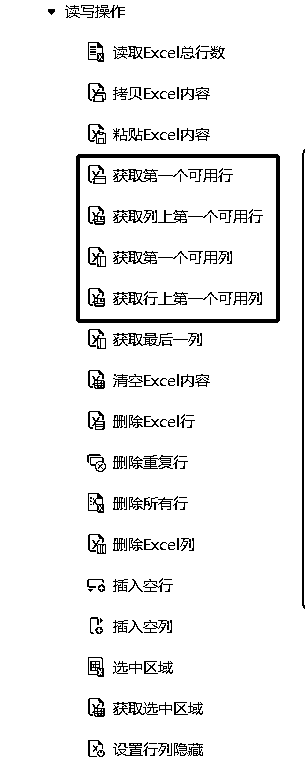 读写操作
读取Excel总行数
拷贝Excel内容
粘贴Excel内容
获取第一个可用行
获取列上第一个可用行
获取第一个可用列
获取行上第一个可用列
获取最后一列
清空Excel内容
删除Excel行
删除重复行
删除所有行
删除Excel列
插入空行
插入空列
选中区域
获取选中区域
设置行列隐藏